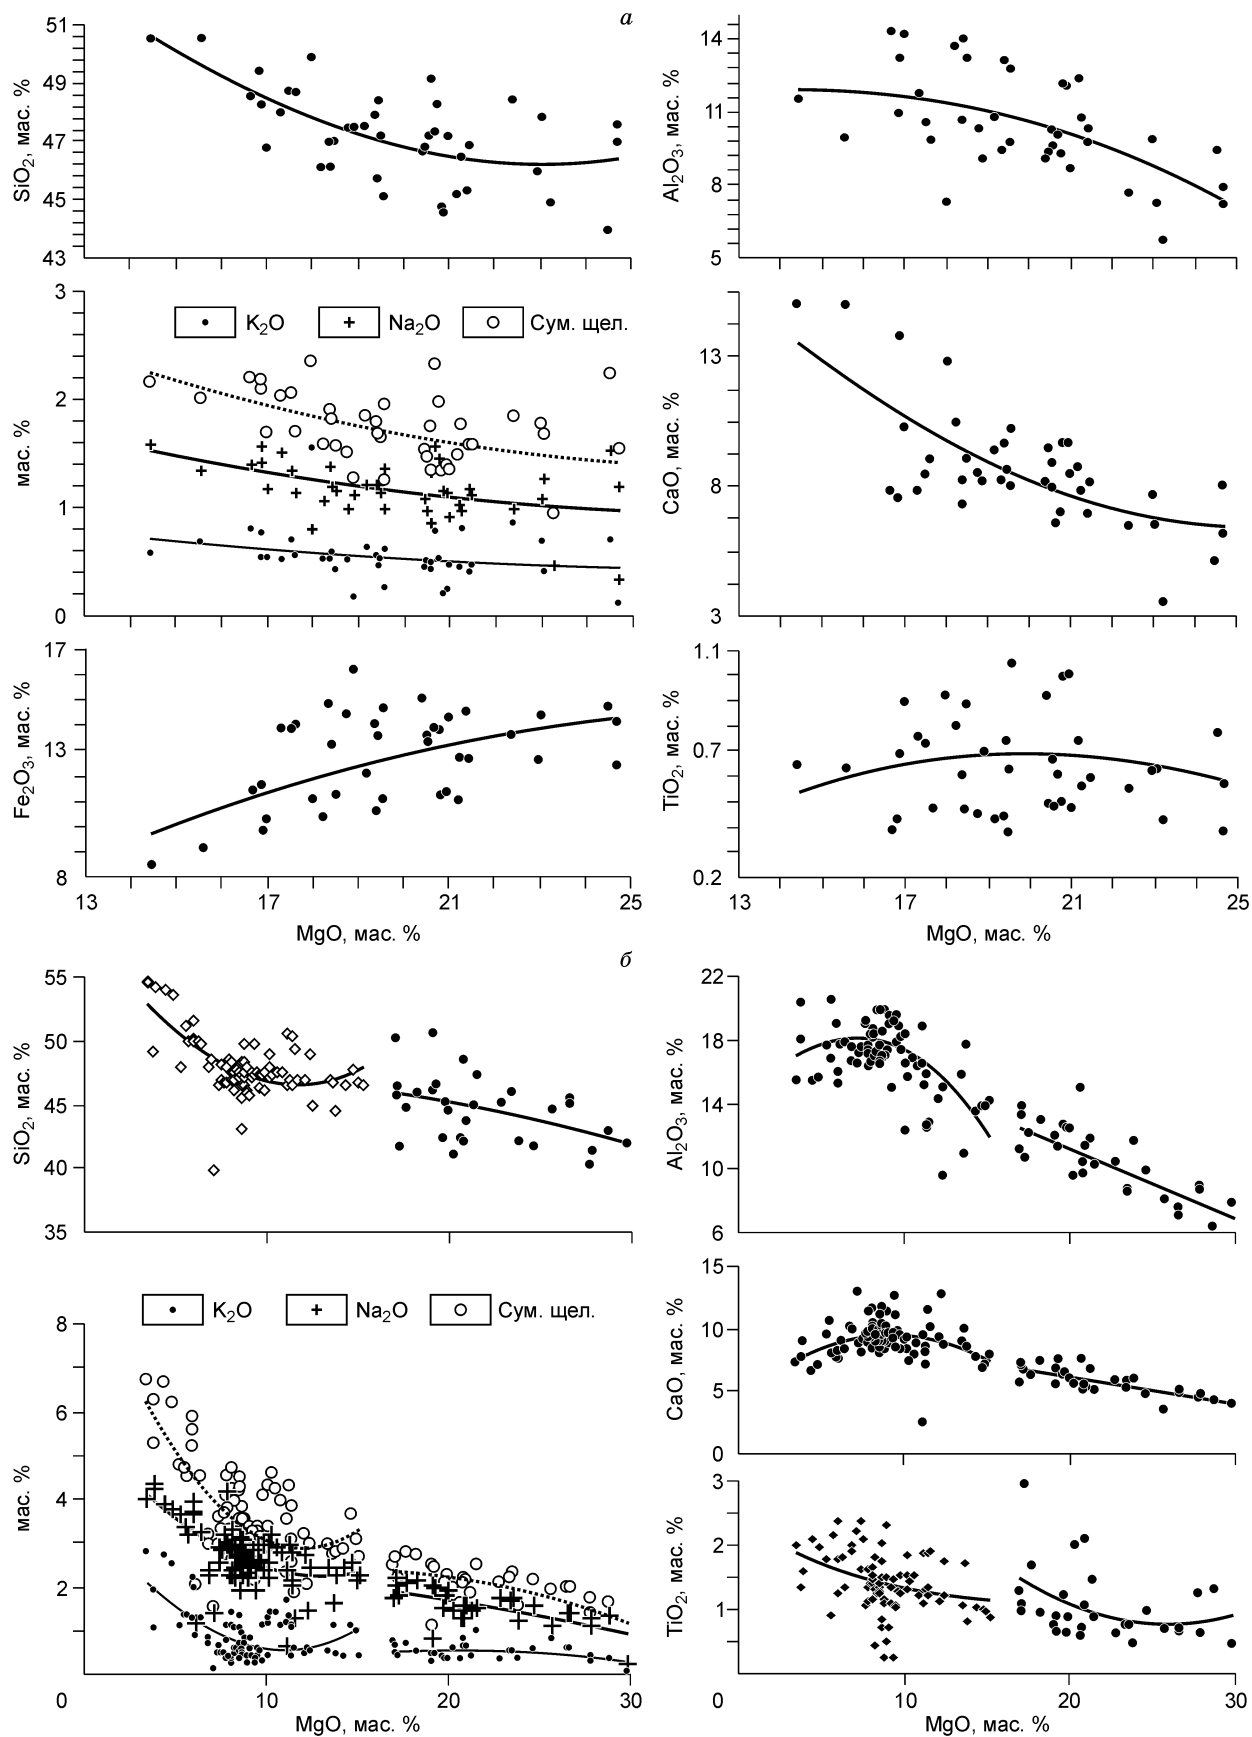 а
SiO2, мас. %
51
49
47
45
43
Al2O3, мас. %
14
11
8
5
K2O Na2O Сум. щел.
мас. %
3
2
1
0
CaO, мас. %
13
8
3
Fe2O3, мас. %
17
13
8
13 17 21 25
MgO, мас. %
TiO2, мас. %
1.1
0.7
0.2
13 17 21 25
MgO, мас. %
б
SiO2, мас. %
55
50
45
40
35
Al2O3, мас. %
22
18
14
10
6
K2O Na2O Сум. щел.
мас. %
8
6
4
2
0 10 20 30
MgO, мас. %
CaO, мас. %
15
10
5
0
TiO2, мас. %
3
2
1
0 10 20 30
MgO, мас. %